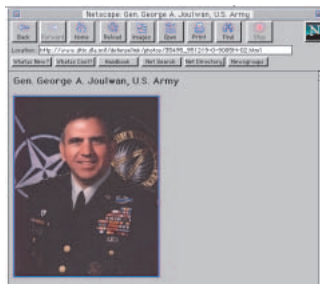 Netscape: Gen. George A. Joulwan, U.S. Army
Back Forward Home Reload Images Open Print Find Stop
Location:
What's New? What's Cool? Handbook Net Search Net Directory Newsgroups
Gen. George A. Joulwan, U.S. Army